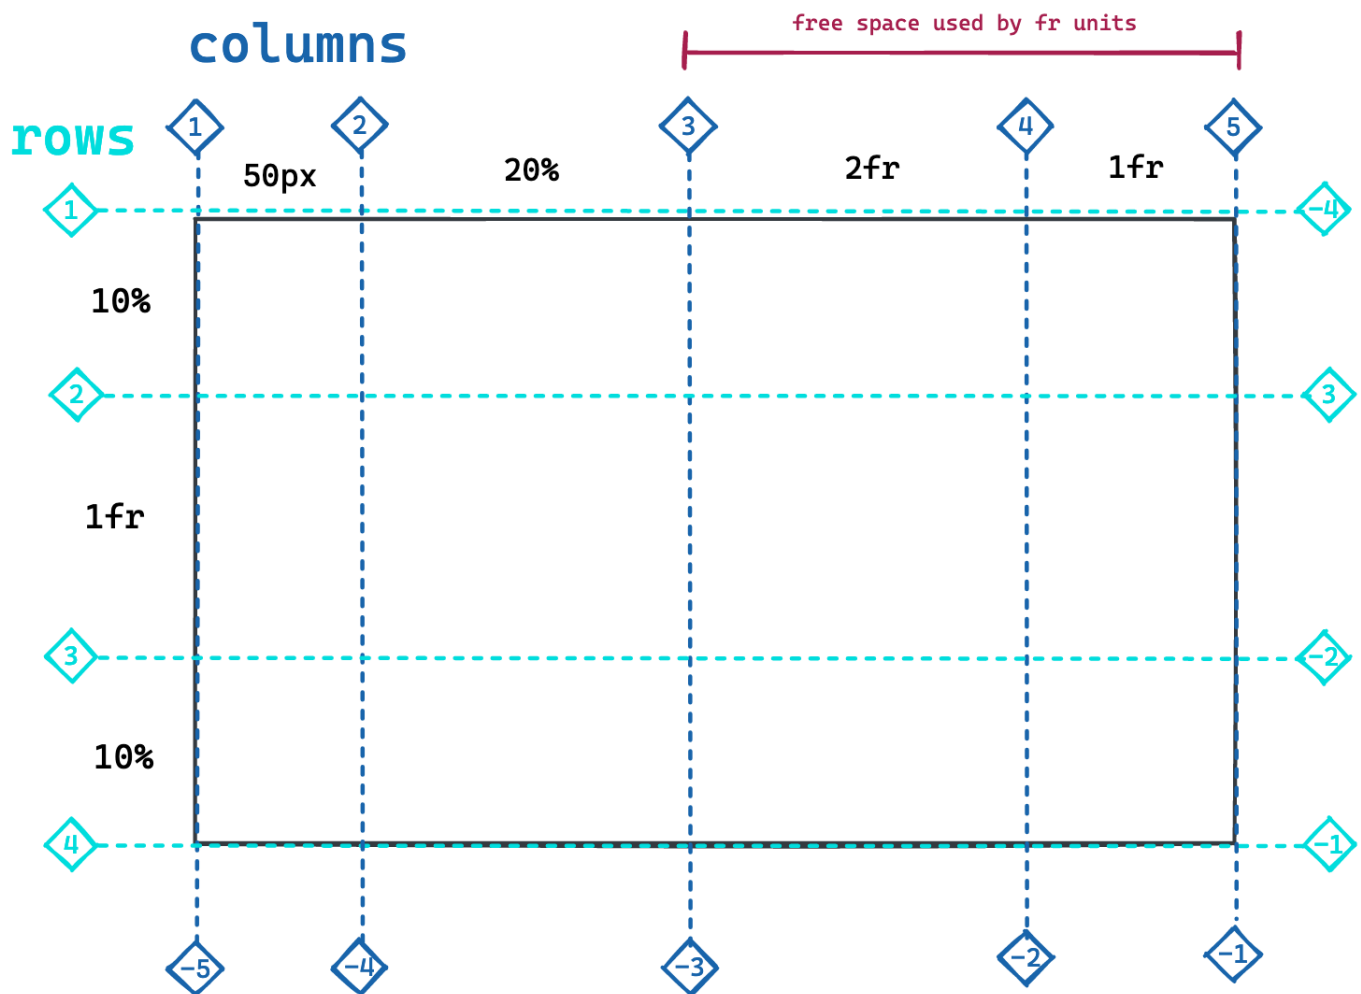 free space used by fr units
columns
rows
1 2 3 4 5
50px 20% 2fr 1fr
1 −4
10%
2 3
1fr
3 −2
10%
4 −1
−5 −4 −3 −2 −1